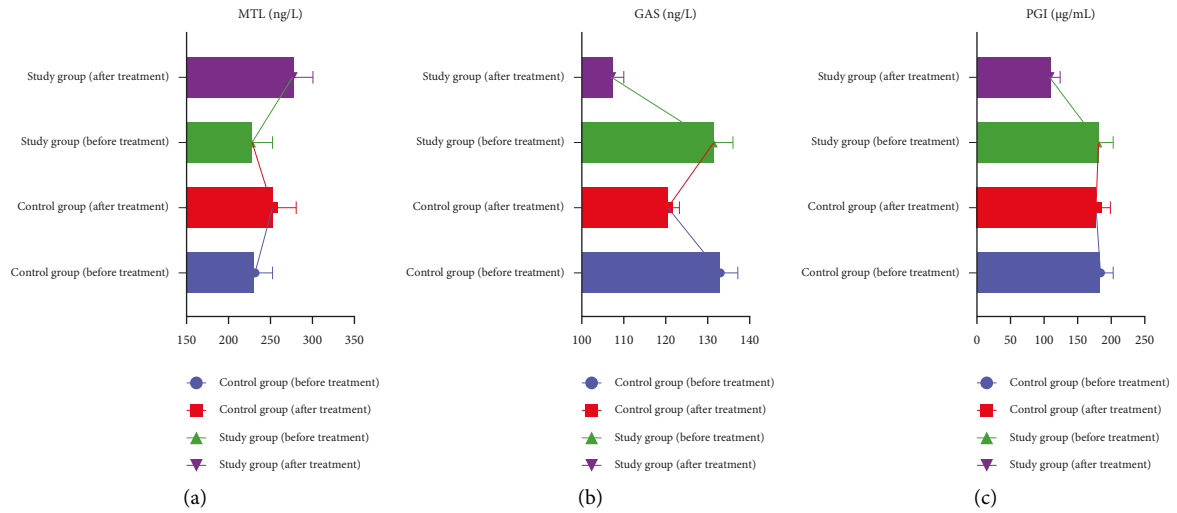 MTL (ng/L)
Study group (after treatment)
Study group (before treatment)
Control group (after treatment)
Control group (before treatment)
150 200 250 300 350
Control group (before treatment)
Control group (after treatment)
Study group (before treatment)
Study group (after treatment)
(a)
GAS (ng/L)
Study group (after treatment)
Study group (before treatment)
Control group (after treatment)
Control group (before treatment)
100 110 120 130 140
Control group (before treatment)
Control group (after treatment)
Study group (before treatment)
Study group (after treatment)
(b)
PGI (μg/mL)
Study group (after treatment)
Study group (before treatment)
Control group (after treatment)
Control group (before treatment)
0 50 100 150 200 250
Control group (before treatment)
Control group (after treatment)
Study group (before treatment)
Study group (after treatment)
(c)